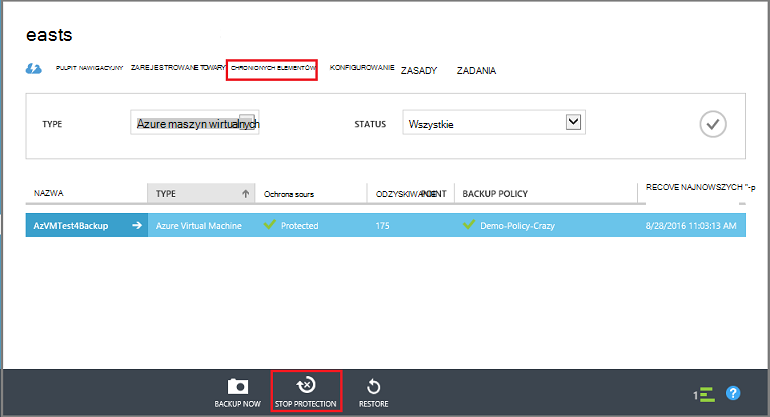 easts
PULPIT NAWIGACYJNY ZAREJESTROWANE TOWARY CHRONIONYCH ELEMENTÓW KONFIGUROWANIE ZASADY ZADANIA
TYPE Azure maszyn wirtualnych STATUS Wszystkie
NAZWA TYPE Ochrona sours ODZYSKIWANIE POINT BACKUP POLICY RECOVE NAJNOWSZYCH "-p
AzVMTest4Backup Azure Virtual Machine Protected 175 Demo-Policy-Crazy 8/28/2016 11:03:13 AM
BACKUP NOW STOP PROTECTION RESTORE 1 ?